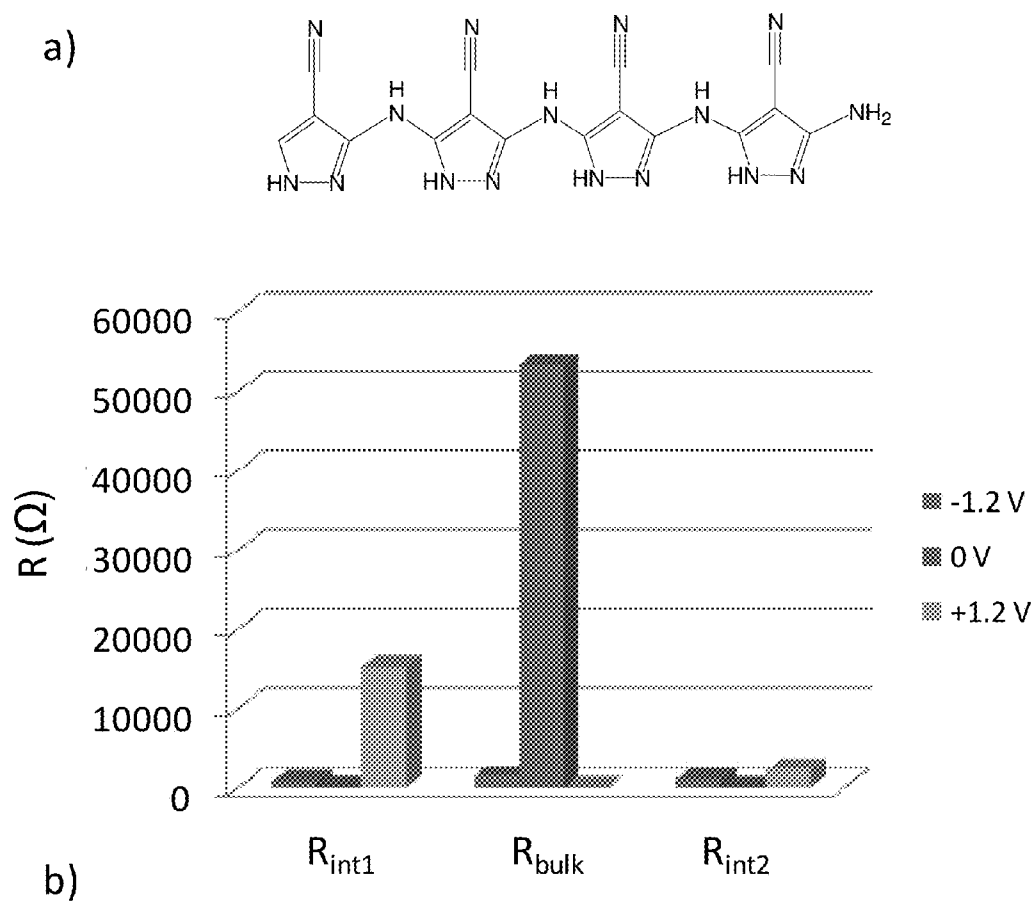 a)
N N N N
H H H
N N N NH2
HN N HN N HN N HN N
60000
50000
40000
30000
20000
10000
0
R (Ω)
-1.2 V
0 V
+1.2 V
Rint1 Rbulk Rint2
b)